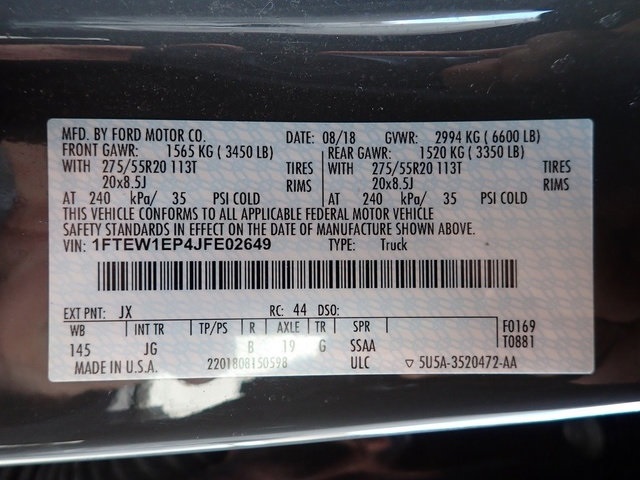 MFD. BY FORD MOTOR CO. DATE: 08/18 GVWR: 2994 KG ( 6600 LB)
FRONT GAWR: 1565 KG ( 3450 LB) REAR GAWR: 1520 KG ( 3350 LB)
WITH 275/55R20 113T TIRES WITH 275/55R20 113T TIRES
20x8.5J RIMS 20x8.5J RIMS
AT 240 kPa/ 35 PSI COLD AT 240 kPa/ 35 PSI COLD
THIS VEHICLE CONFORMS TO ALL APPLICABLE FEDERAL MOTOR VEHICLE
SAFETY STANDARDS IN EFFECT ON THE DATE OF MANUFACTURE SHOWN ABOVE.
VIN: 1FTEW1EP4JFE02649 TYPE: Truck
EXT PNT: JX RC: 44 DSO:
WB INT TR TP/PS R AXLE TR SPR F0169
145 JG B 19 G SSAA T0881
MADE IN U.S.A. 2201808150598 ULC ▽ 5U5A-3520472-AA